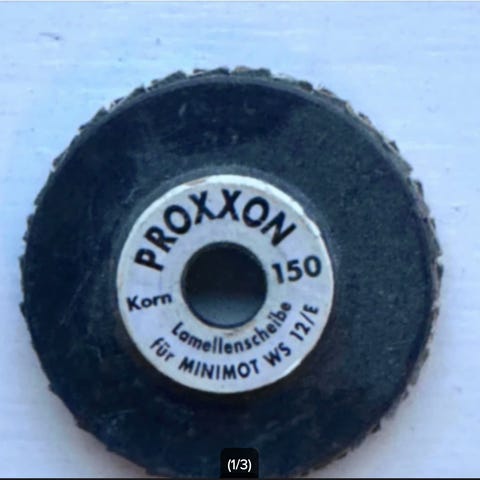 PROXXON
Korn 150
Lamellenscheibe
für MINIMOT WS 12/E
(1/3)